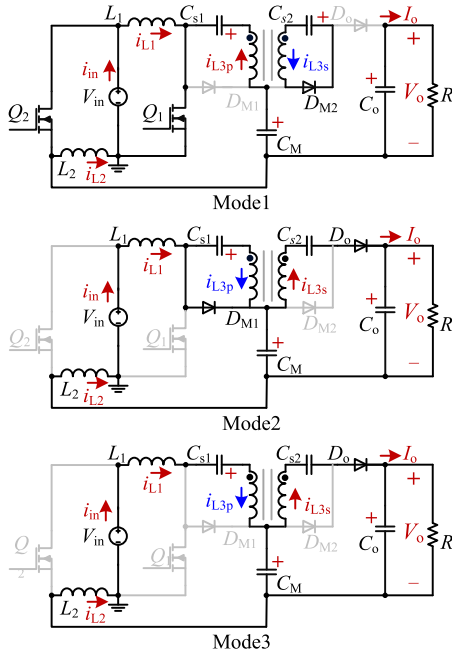 L1 Cs1 Cs2 Do Io
iL1 + + +
iin iL3p iL3s
Q2 Vin Q1 DM1 DM2 + Co Vo R
+ CM
L2 iL2 −
Mode1
L1 Cs1 Cs2 Do Io
iL1 + + +
iin iL3p iL3s
Q2 Vin Q1 DM1 DM2 + Co Vo R
+ CM
L2 iL2 −
Mode2
L1 Cs1 Cs2 Do Io
iL1 + + +
iin iL3p iL3s
Q2 Vin Q DM1 DM2 + Co Vo R
+ CM
L2 iL2 −
Mode3